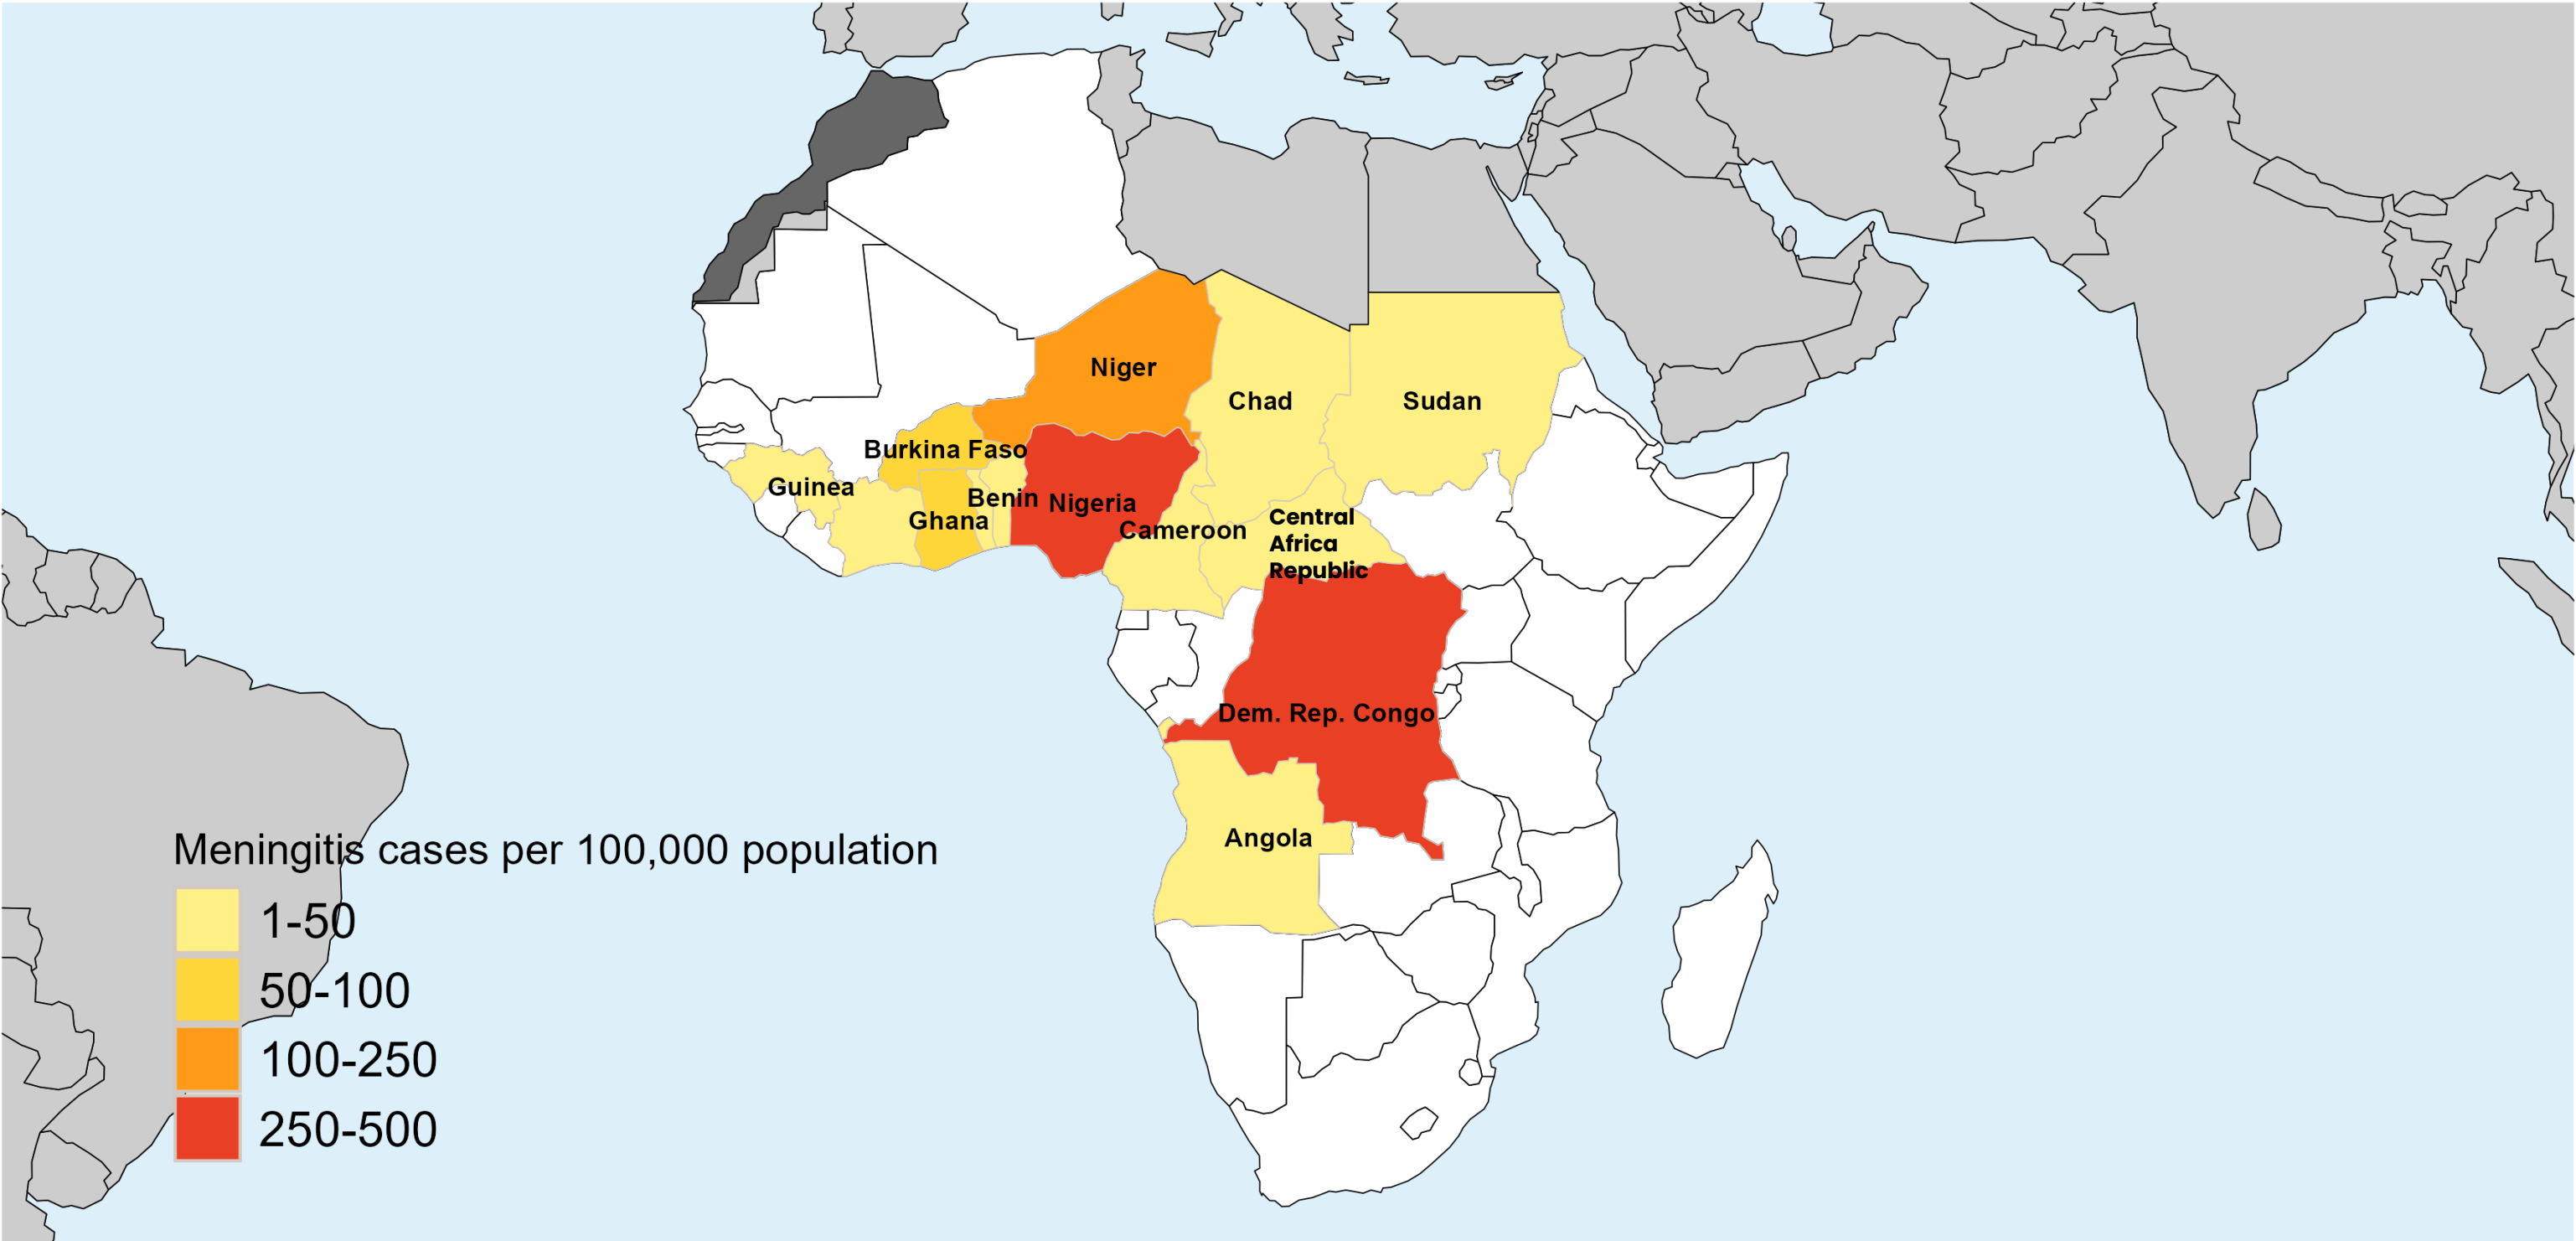 Niger
Chad
Sudan
Burkina Faso
Guinea
Benin
Nigeria
Ghana
Cameroon
Central
Africa
Republic
Dem. Rep. Congo
Angola
Meningitis cases per 100,000 population
1-50
50-100
100-250
250-500